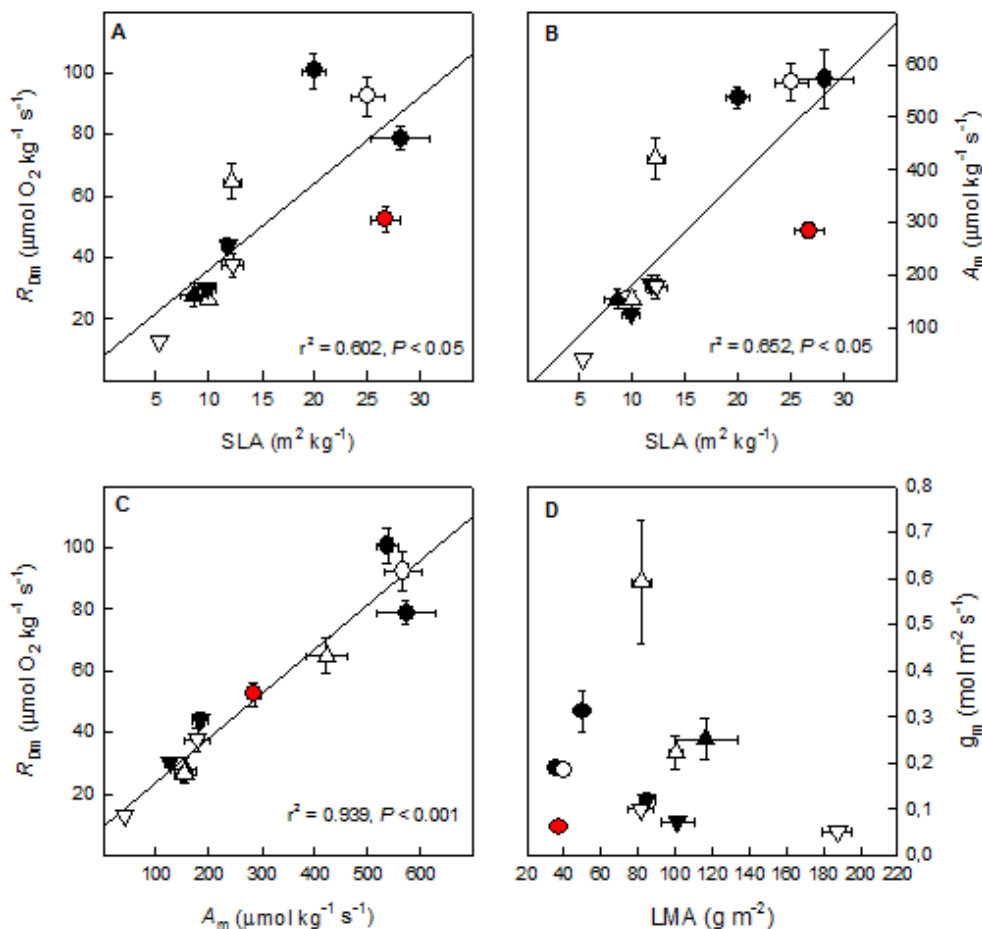 A
100
80
60
40
20
R_Dm (µmol O₂ kg⁻¹ s⁻¹)
r² = 0.602, P < 0.05
5 10 15 20 25 30
SLA (m² kg⁻¹)
B
600
500
400
300
200
100
A_m (µmol kg⁻¹ s⁻¹)
r² = 0.652, P < 0.05
5 10 15 20 25 30
SLA (m² kg⁻¹)
C
100
80
60
40
20
R_Dm (µmol O₂ kg⁻¹ s⁻¹)
r² = 0.939, P < 0.001
100 200 300 400 500 600
A_m (µmol kg⁻¹ s⁻¹)
D
0,8
0,7
0,6
0,5
0,4
0,3
0,2
0,1
0,0
g_m (mol m⁻² s⁻¹)
20 40 60 80 100 120 140 160 180 200 220
LMA (g m⁻²)